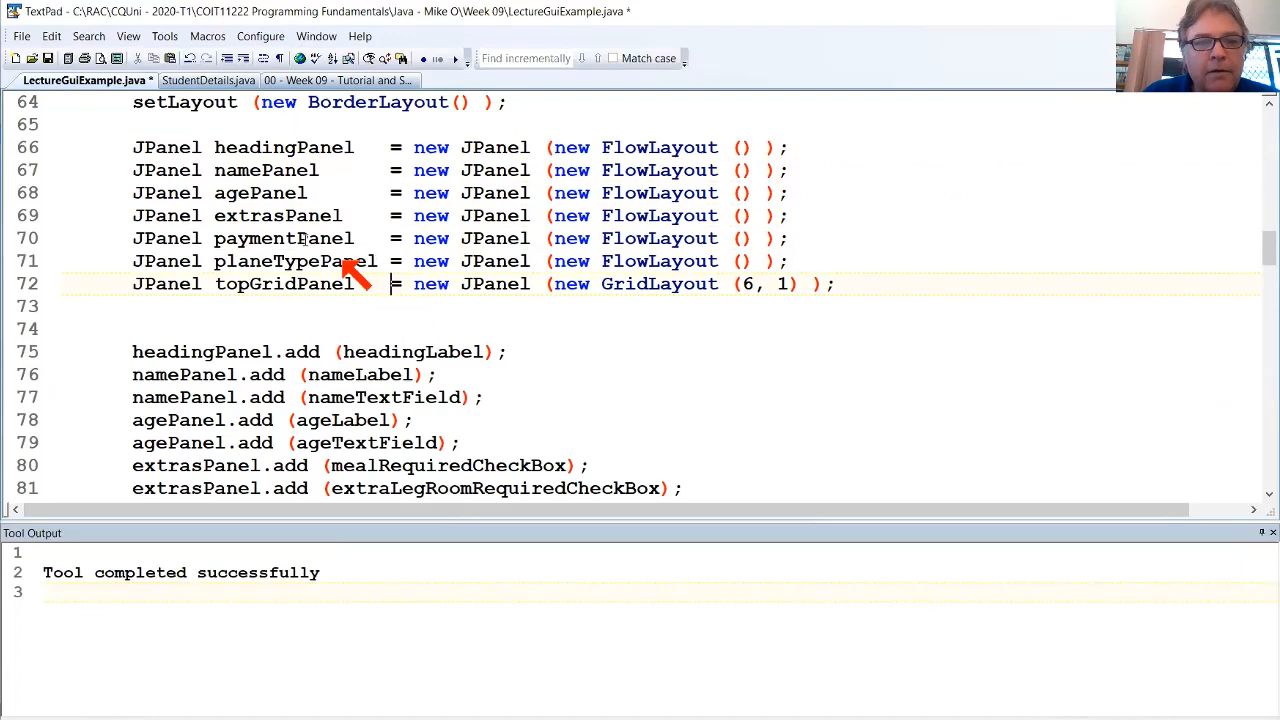 TextPad - C:\RAC\CQUni - 2020-T1\COIT11222 Programming Fundamentals\Java - Mike O\Week 09\LectureGuiExample.java *
File Edit Search View Tools Macros Configure Window Help
Find incrementally Match case
LectureGuiExample.java * StudentDetails.java 00 - Week 09 - Tutorial and S...
64 setLayout (new BorderLayout() );
65
66 JPanel headingPanel = new JPanel (new FlowLayout () );
67 JPanel namePanel = new JPanel (new FlowLayout () );
68 JPanel agePanel = new JPanel (new FlowLayout () );
69 JPanel extrasPanel = new JPanel (new FlowLayout () );
70 JPanel paymentPanel = new JPanel (new FlowLayout () );
71 JPanel planeTypePanel = new JPanel (new FlowLayout () );
72 JPanel topGridPanel = new JPanel (new GridLayout (6, 1) );
73
74
75 headingPanel.add (headingLabel);
76 namePanel.add (nameLabel);
77 namePanel.add (nameTextField);
78 agePanel.add (ageLabel);
79 agePanel.add (ageTextField);
80 extrasPanel.add (mealRequiredCheckBox);
81 extrasPanel.add (extraLegRoomRequiredCheckBox);
Tool Output
1
2 Tool completed successfully
3